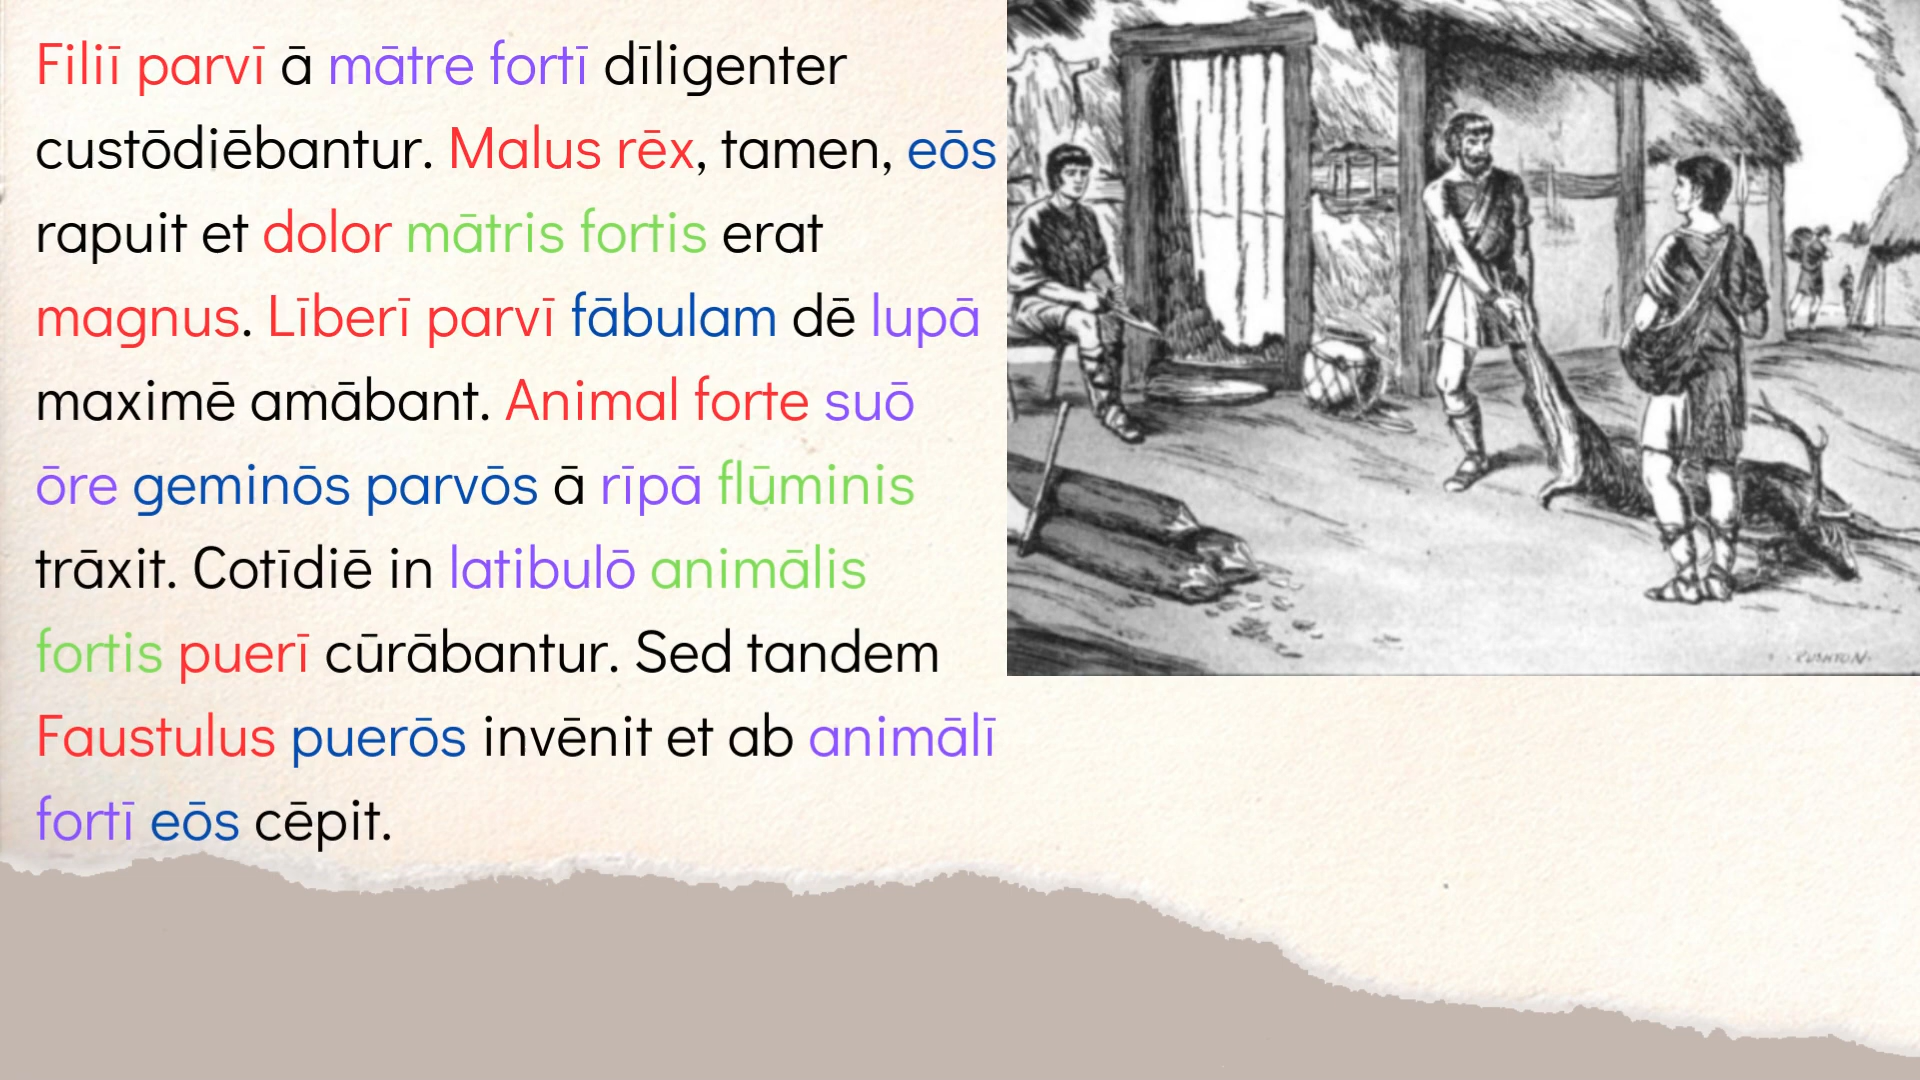 Fīliī parvī ā mātre fortī dīligenter
custōdiēbantur. Malus rēx, tamen, eōs
rapuit et dolor mātris fortis erat
magnus. Līberī parvī fābulam dē lupā
maximē amābant. Animal forte suō
ōre geminōs parvōs ā rīpā flūminis
trāxit. Cotīdiē in latibulō animālis
fortis puerī cūrābantur. Sed tandem
Faustulus puerōs invēnit et ab animālī
fortī eōs cēpit.